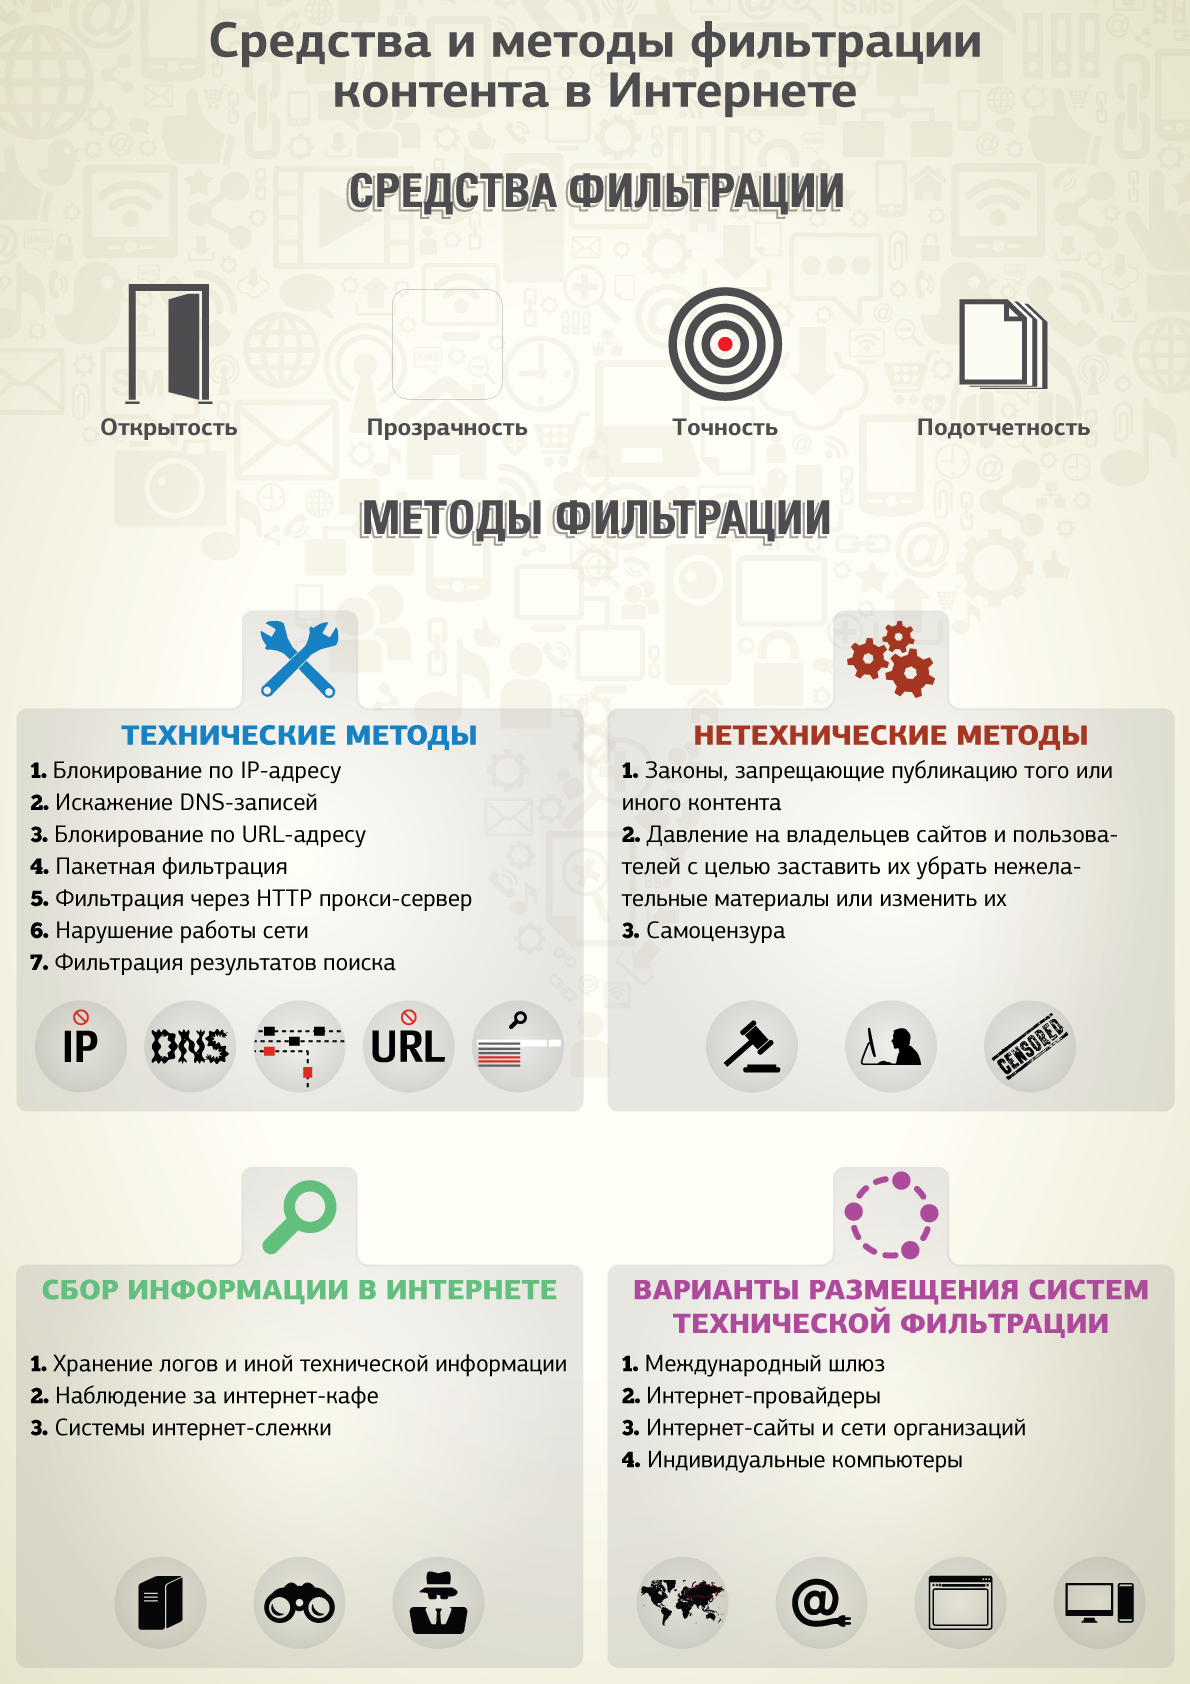 Средства и методы фильтрации
контента в Интернете
СРЕДСТВА ФИЛЬТРАЦИИ
Открытость
Прозрачность
Точность
Подотчетность
МЕТОДЫ ФИЛЬТРАЦИИ
ТЕХНИЧЕСКИЕ МЕТОДЫ
1. Блокирование по IP-адресу
2. Искажение DNS-записей
3. Блокирование по URL-адресу
4. Пакетная фильтрация
5. Фильтрация через HTTP прокси-сервер
6. Нарушение работы сети
7. Фильтрация результатов поиска
IP
DNS
URL
НЕТЕХНИЧЕСКИЕ МЕТОДЫ
1. Законы, запрещающие публикацию того или
иного контента
2. Давление на владельцев сайтов и пользова-
телей с целью заставить их убрать нежела-
тельные материалы или изменить их
3. Самоцензура
CENSORED
СБОР ИНФОРМАЦИИ В ИНТЕРНЕТЕ
1. Хранение логов и иной технической информации
2. Наблюдение за интернет-кафе
3. Системы интернет-слежки
ВАРИАНТЫ РАЗМЕЩЕНИЯ СИСТЕМ
ТЕХНИЧЕСКОЙ ФИЛЬТРАЦИИ
1. Международный шлюз
2. Интернет-провайдеры
3. Интернет-сайты и сети организаций
4. Индивидуальные компьютеры
@